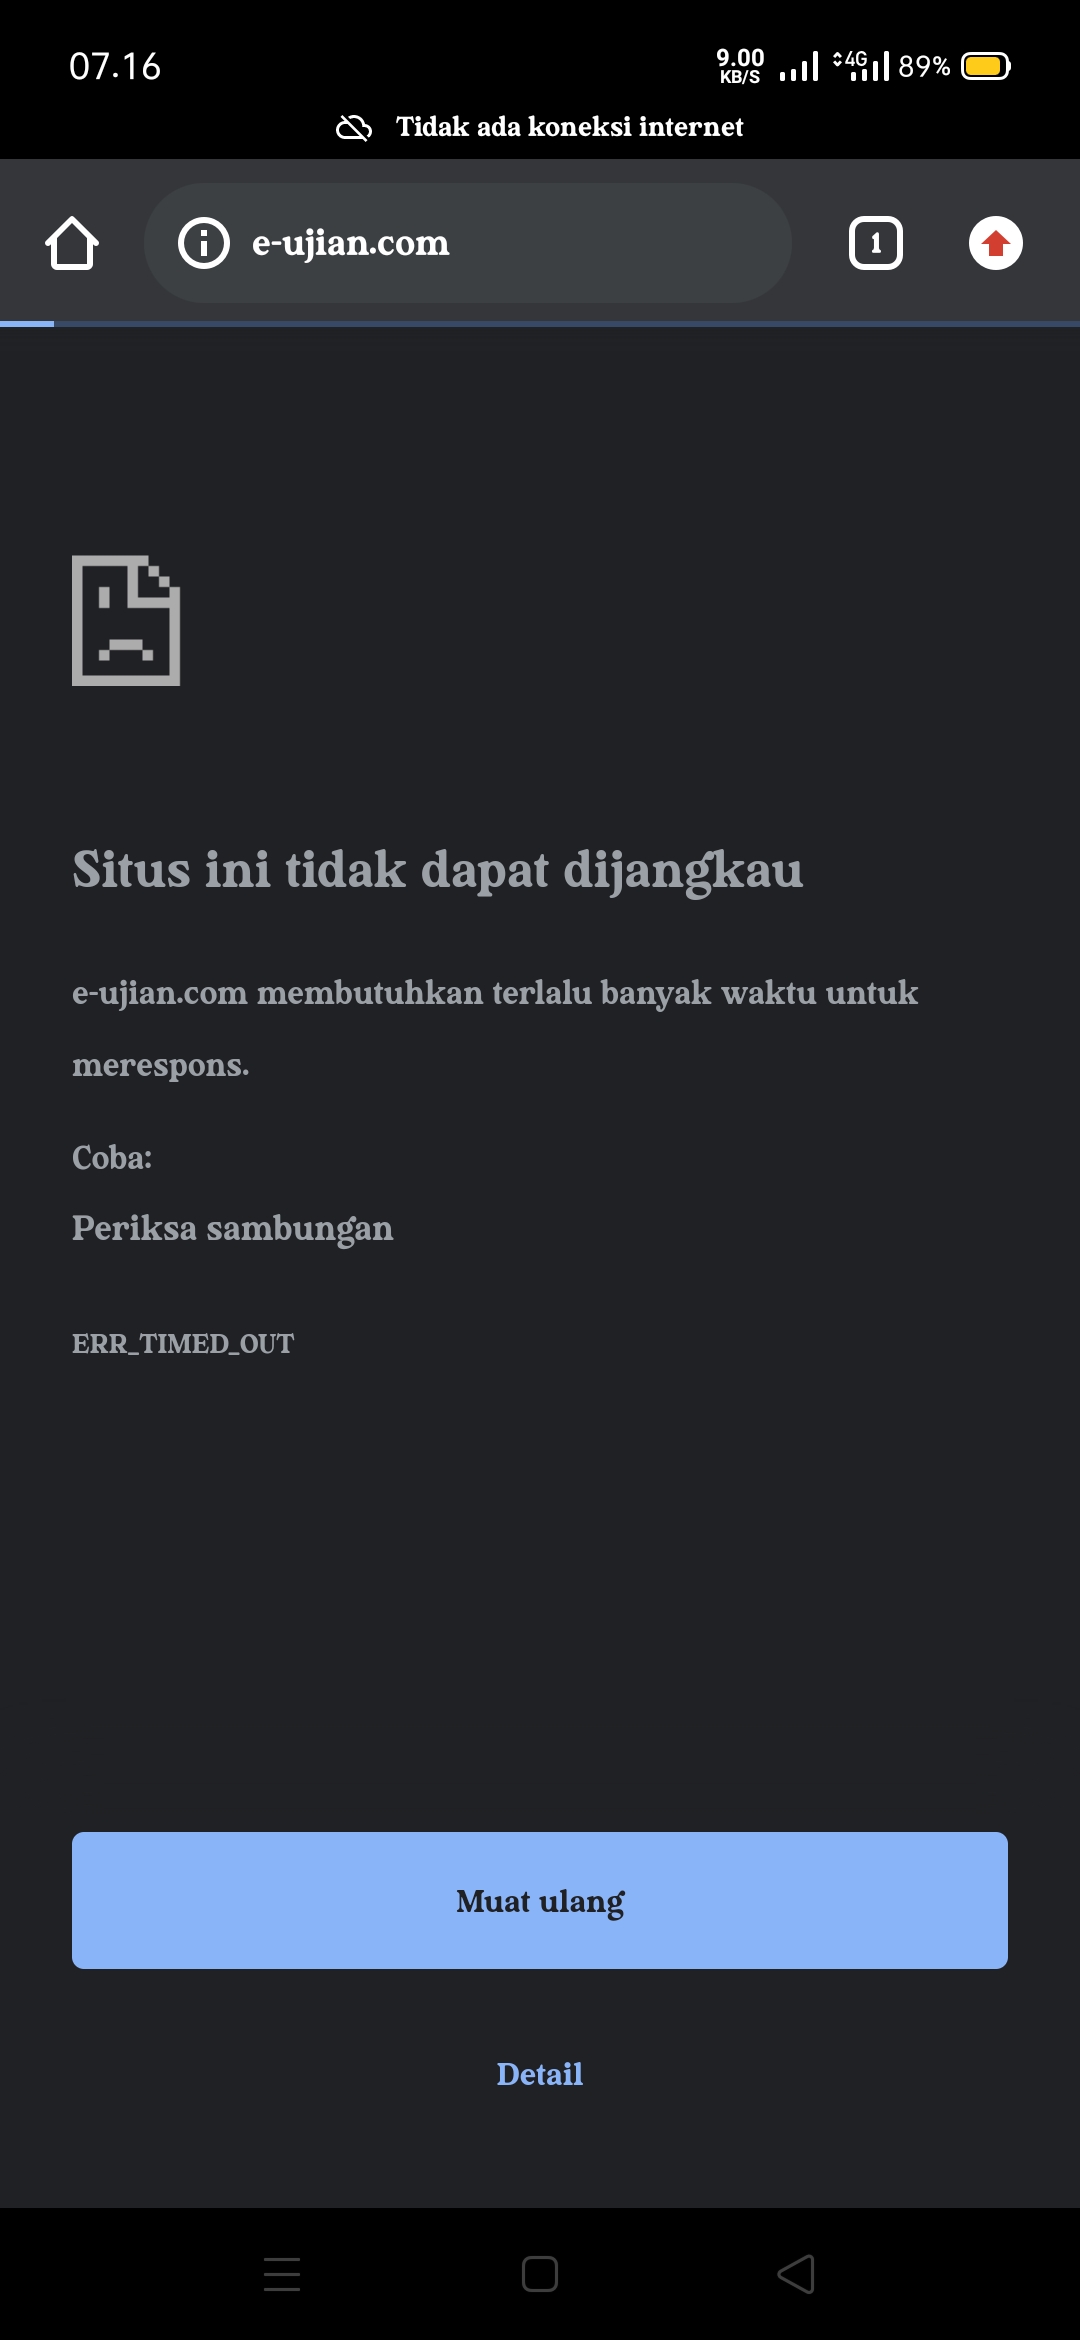 07.16
9.00 KB/S 4G 89%
Tidak ada koneksi internet
e-ujian.com 1
Situs ini tidak dapat dijangkau
e-ujian.com membutuhkan terlalu banyak waktu untuk
merespons.
Coba:
Periksa sambungan
ERR_TIMED_OUT
Muat ulang
Detail